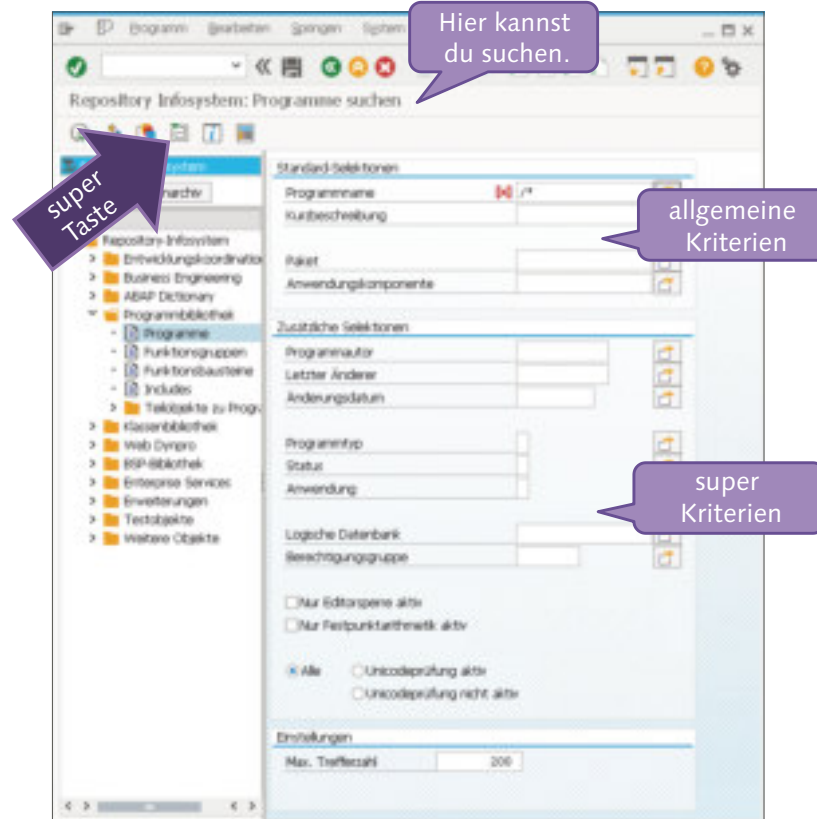 Programm Bearbeiten Springen System
Hier kannst
du suchen.
Repository Infosystem: Programme suchen
super
Taste
Standard-Selektionen
Programmname /*
Kurzbeschreibung
Paket
Anwendungskomponente
allgemeine
Kriterien
Repository-Infosystem
Entwicklungskoordination
Business Engineering
ABAP Dictionary
Programmbibliothek
Programme
Funktionsgruppen
Funktionsbausteine
Includes
Teilobjekte zu Progr
Klassenbibliothek
Web Dynpro
BSP-Bibliothek
Enterprise Services
Erweiterungen
Testobjekte
Weitere Objekte
Zusätzliche Selektionen
Programmautor
Letzter Änderer
Änderungsdatum
Programmtyp
Status
Anwendung
super
Kriterien
Logische Datenbank
Berechtigungsgruppe
Nur Editorsperre aktiv
Nur Festpunktarithmetik aktiv
Alle Unicodeprüfung aktiv
Unicodeprüfung nicht aktiv
Einstellungen
Max. Trefferzahl 200